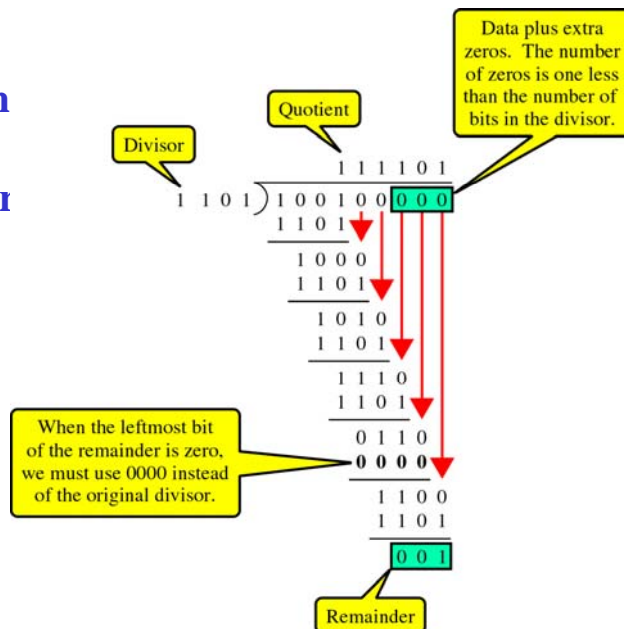 Data plus extra
zeros. The number
of zeros is one less
than the number of
bits in the divisor.
n
Quotient
Divisor
r
1 1 1 1 0 1
1 1 0 1 ) 1 0 0 1 0 0 0 0 0
1 1 0 1
1 0 0 0
1 1 0 1
1 0 1 0
1 1 0 1
1 1 1 0
1 1 0 1
When the leftmost bit
of the remainder is zero,
we must use 0000 instead
of the original divisor.
0 1 1 0
0 0 0 0
1 1 0 0
1 1 0 1
0 0 1
Remainder